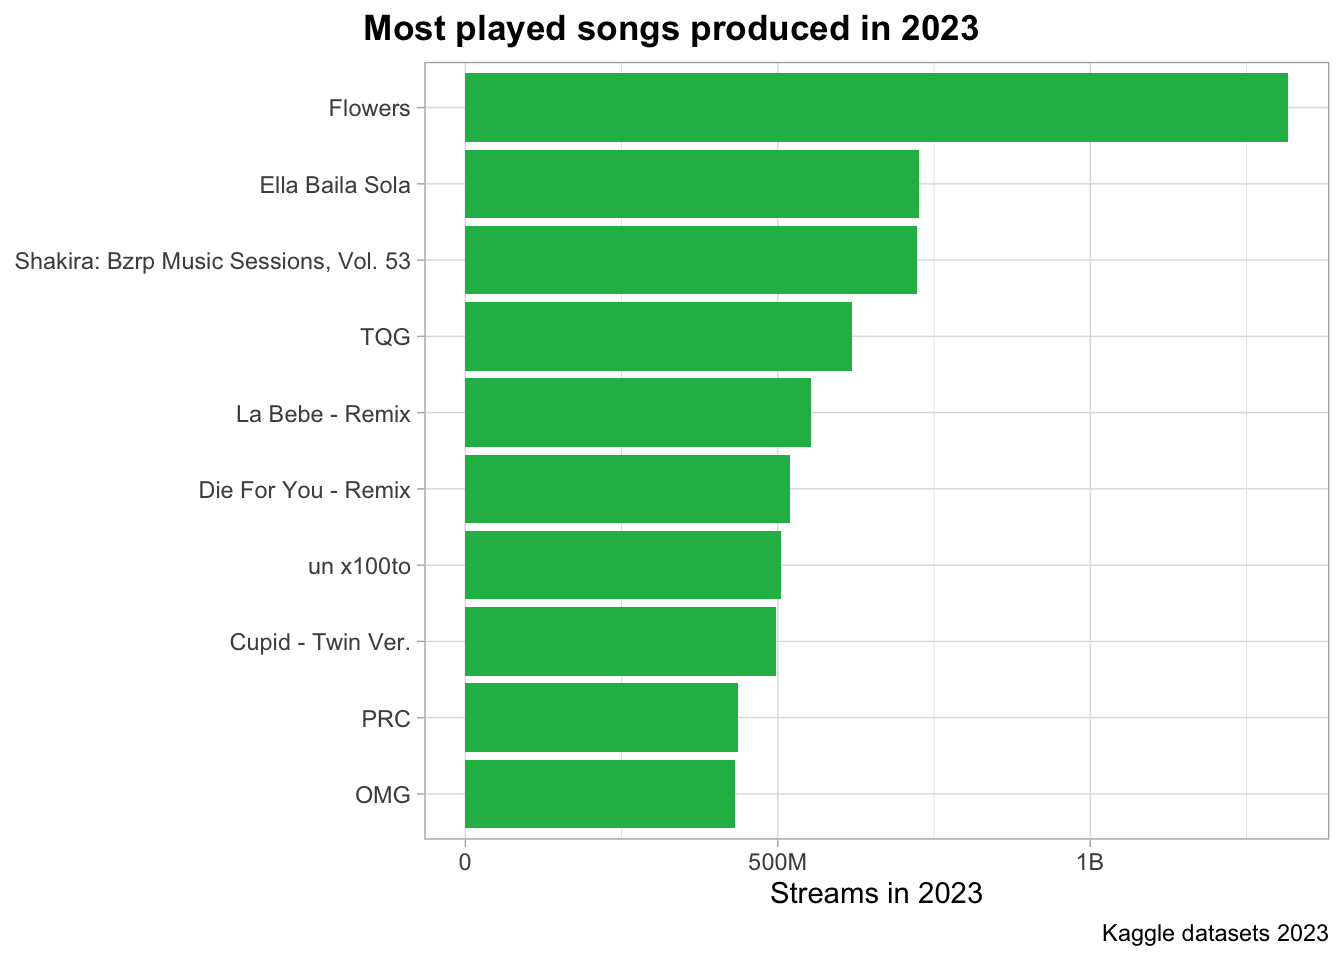 Most played songs produced in 2023
Flowers
Ella Baila Sola
Shakira: Bzrp Music Sessions, Vol. 53
TQG
La Bebe - Remix
Die For You - Remix
un x100to
Cupid - Twin Ver.
PRC
OMG
0 500M 1B
Streams in 2023
Kaggle datasets 2023